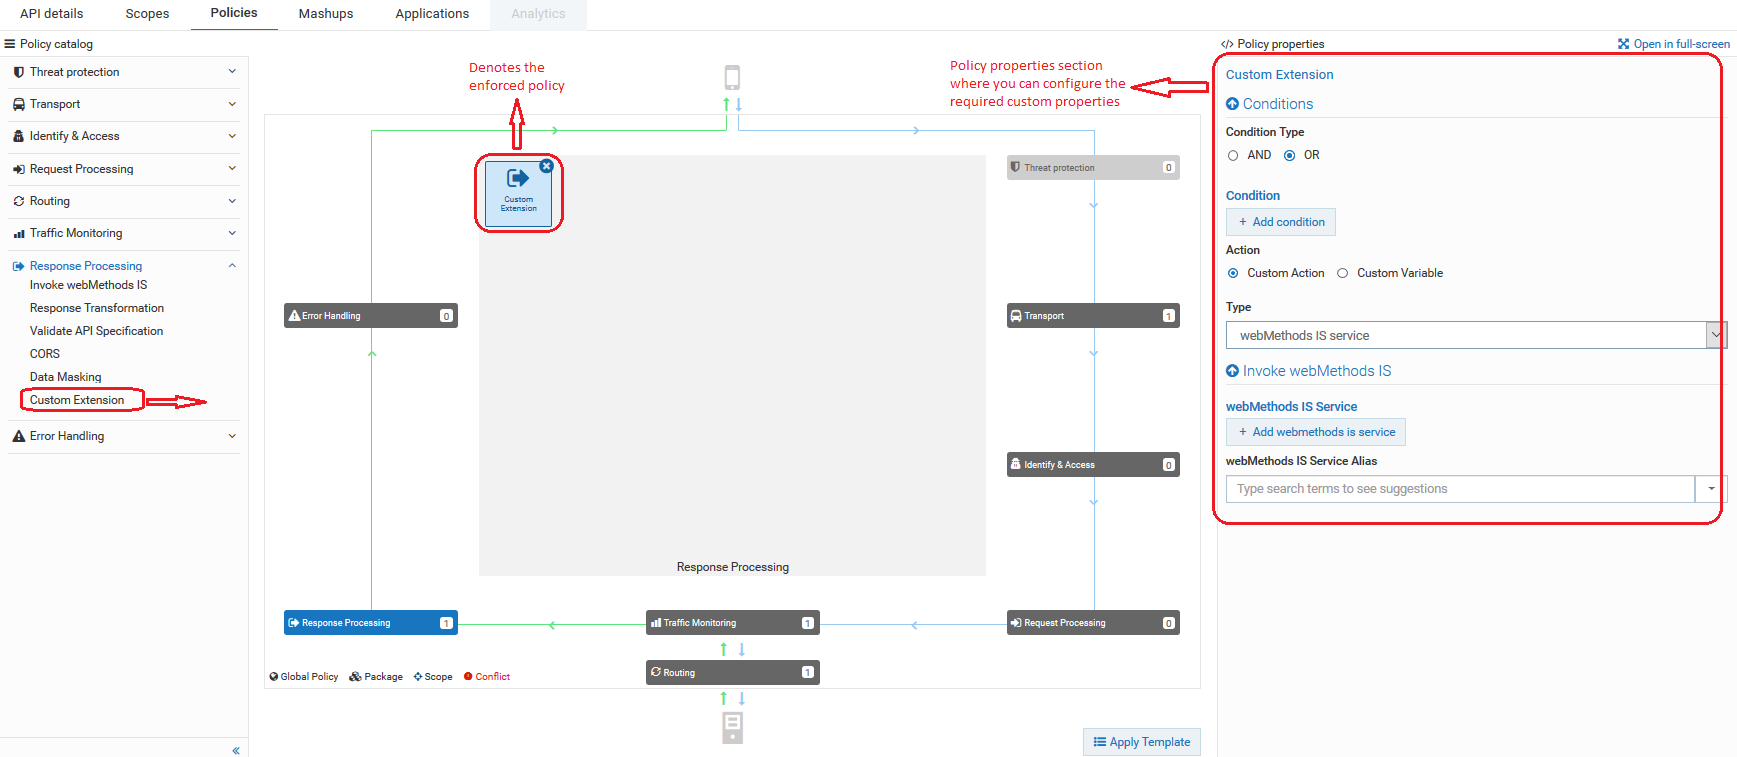 API details
Scopes
Policies
Mashups
Applications
Analytics
Policy catalog
Policy properties
Open in full-screen
Threat protection
Transport
Identify & Access
Request Processing
Routing
Traffic Monitoring
Response Processing
Invoke webMethods IS
Response Transformation
Validate API Specification
CORS
Data Masking
Custom Extension
Error Handling
«
Denotes the
enforced policy
Policy properties section
where you can configure the
required custom properties
Custom
Extension
Threat protection 0
Error Handling 0
Transport 1
Identify & Access 0
Response Processing
Response Processing 1
Traffic Monitoring 1
Request Processing 0
Routing 1
Global Policy
Package
Scope
Conflict
Apply Template
Custom Extension
Conditions
Condition Type
AND
OR
Condition
+ Add condition
Action
Custom Action
Custom Variable
Type
webMethods IS service
Invoke webMethods IS
webMethods IS Service
+ Add webmethods is service
webMethods IS Service Alias
Type search terms to see suggestions